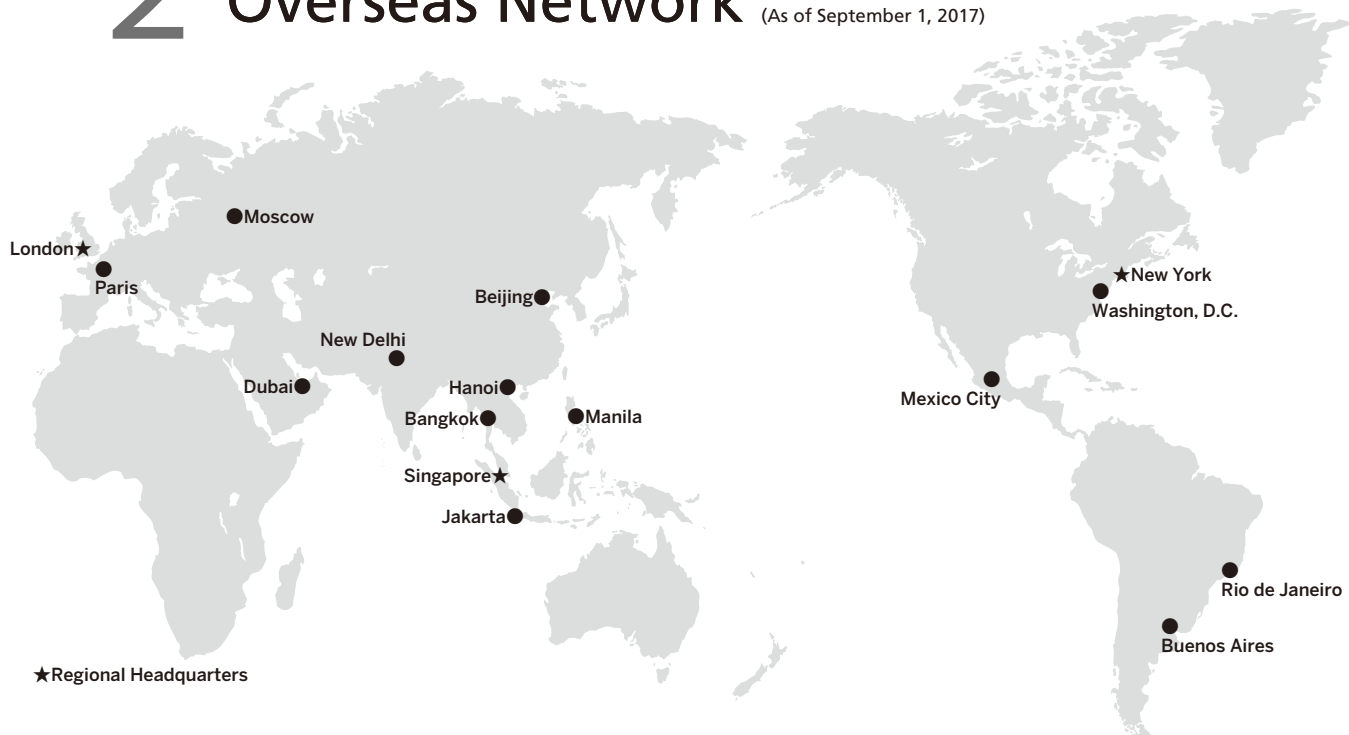 2 Overseas Network (As of September 1, 2017)
Moscow
London★
Paris
Beijing
New Delhi
Dubai
Hanoi
Bangkok
Manila
Singapore★
Jakarta
★New York
Washington, D.C.
Mexico City
Rio de Janeiro
Buenos Aires
★Regional Headquarters